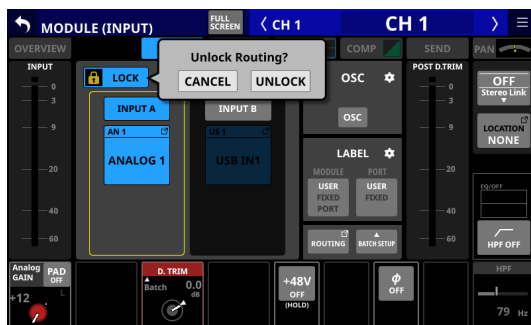 MODULE (INPUT)
FULL
SCREEN
CH 1
CH 1
OVERVIEW
COMP
SEND
PAN
Unlock Routing?
CANCEL
UNLOCK
INPUT
0
3
9
20
40
60
LOCK
INPUT A
AN 1
ANALOG 1
INPUT B
US 1
USB IN1
OSC
OSC
LABEL
MODULE
PORT
USER
FIXED
PORT
USER
FIXED
ROUTING
BATCH SETUP
POST D.TRIM
0
3
9
20
40
60
OFF
Stereo Link
LOCATION
NONE
EQ/OFF
HPF OFF
Analog
GAIN
PAD
OFF
+12
L
D. TRIM
Batch
0.0
dB
+48V
OFF
(HOLD)
ϕ
OFF
HPF
79 Hz